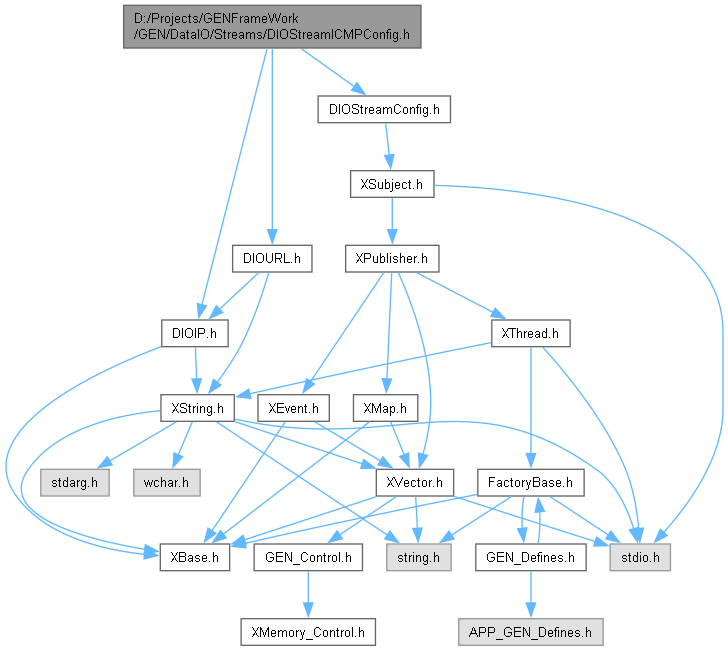 D:/Projects/GENFrameWork
/GEN/DataIO/Streams/DIOStreamICMPConfig.h
DIOStreamConfig.h
XSubject.h
DIOURL.h
XPublisher.h
DIOIP.h
XThread.h
XString.h
XEvent.h
XMap.h
stdarg.h
wchar.h
XVector.h
FactoryBase.h
XBase.h
GEN_Control.h
string.h
GEN_Defines.h
stdio.h
XMemory_Control.h
APP_GEN_Defines.h